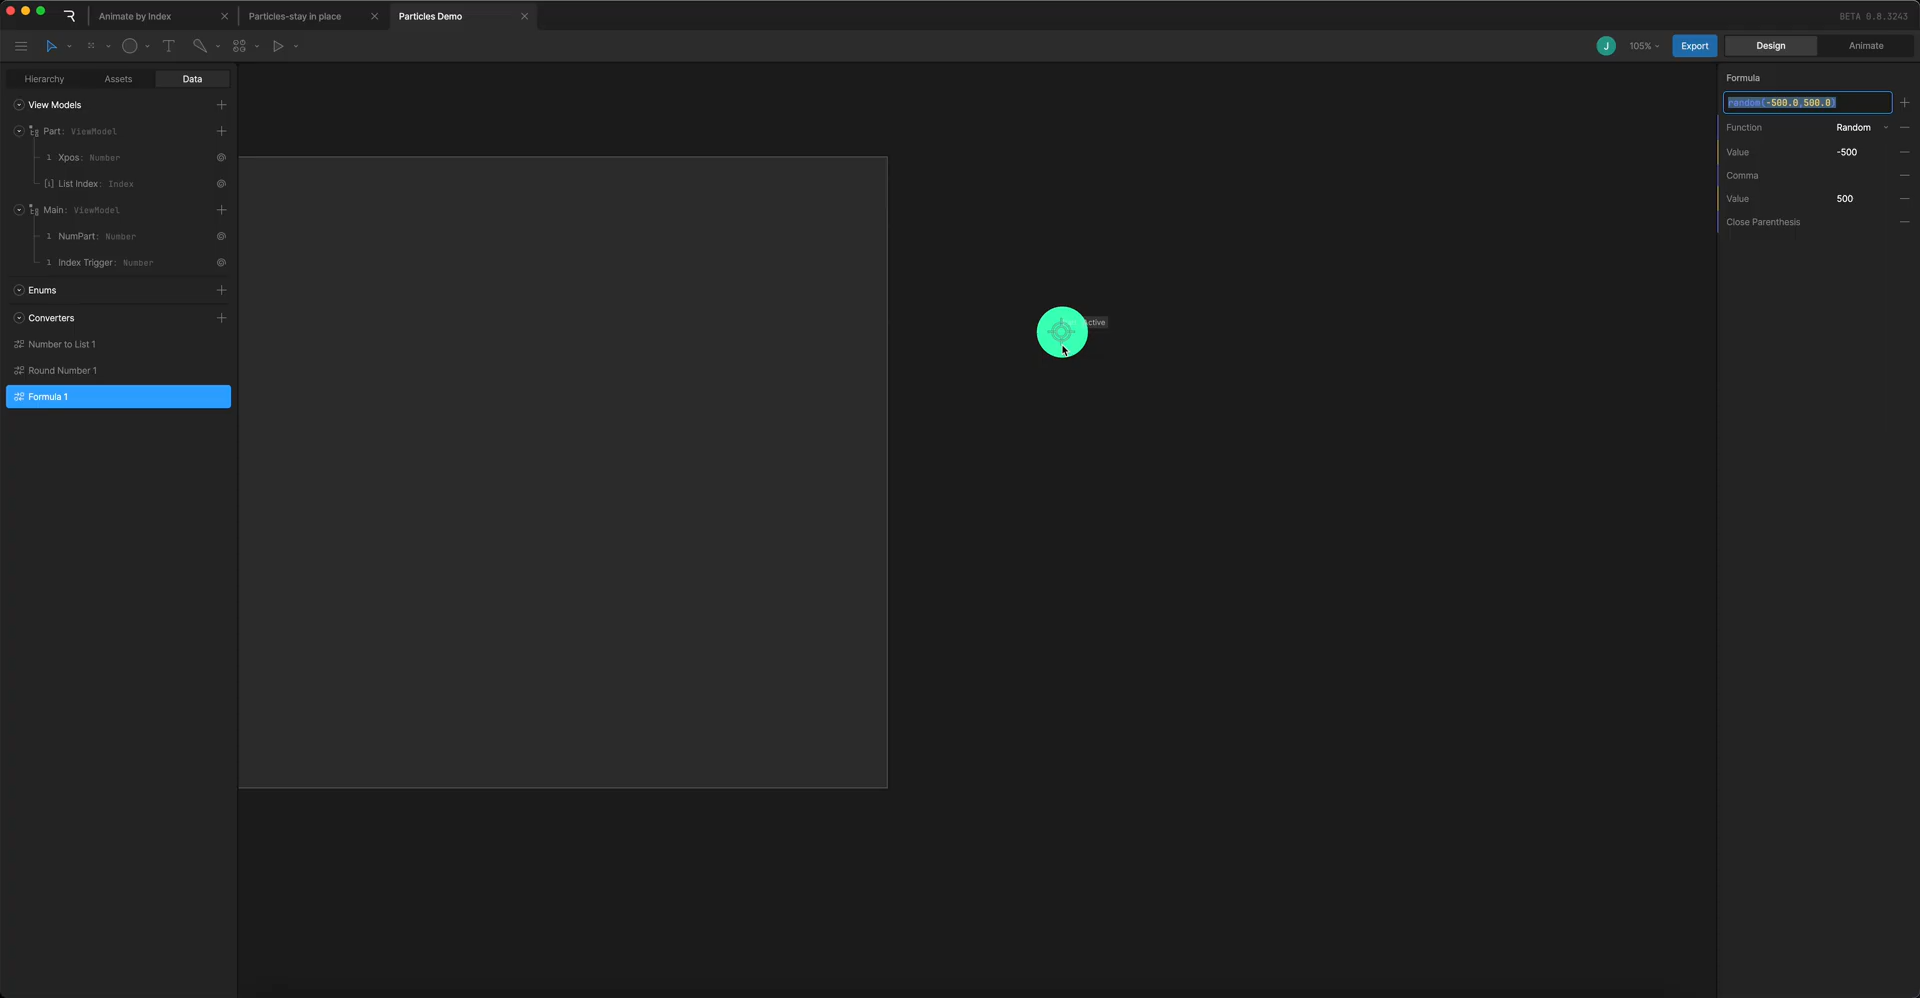 Animate by Index
Particles-stay in place
Particles Demo
BETA 0.8.3243
J
105%
Export
Design
Animate
Hierarchy
Assets
Data
View Models
Part: ViewModel
1 Xpos: Number
[i] List Index: Index
Main: ViewModel
1 NumPart: Number
1 Index Trigger: Number
Enums
Converters
Number to List 1
Round Number 1
Formula 1
Formula
random(-500.0,500.0)
Function Random
Value -500
Comma
Value 500
Close Parenthesis